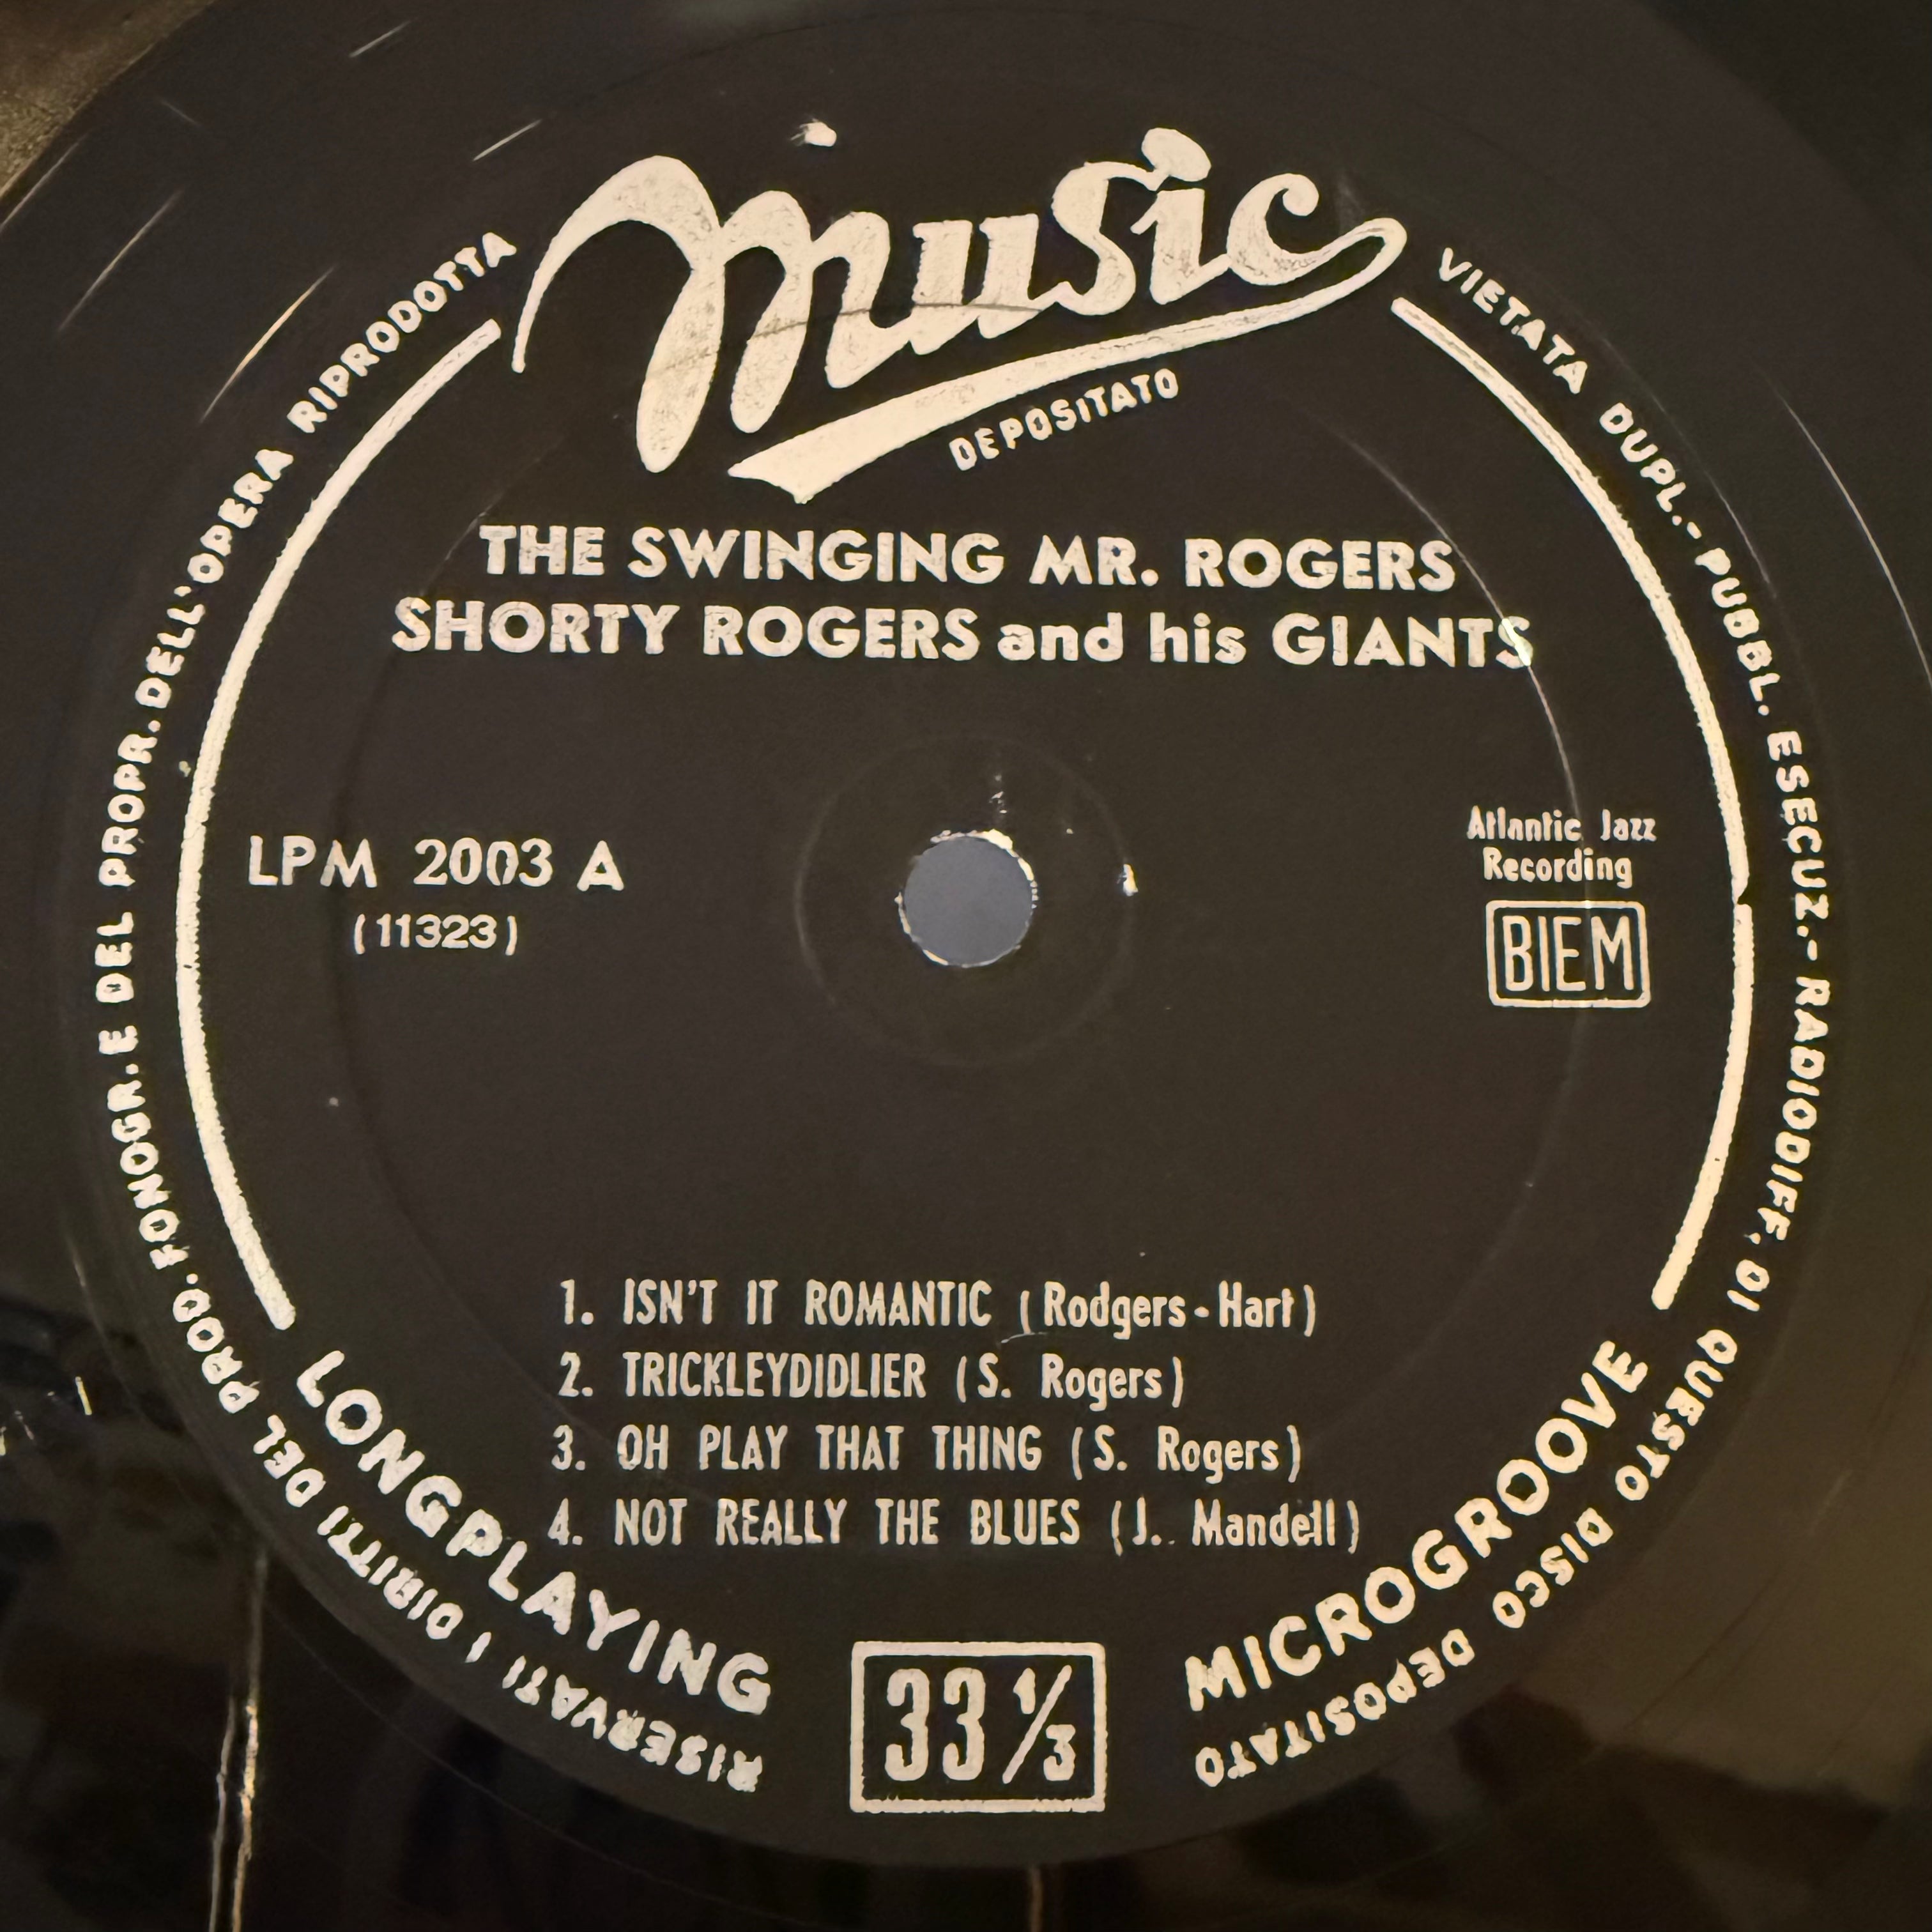 Music
DEPOSITATO
THE SWINGING MR. ROGERS
SHORTY ROGERS and his GIANTS
LPM 2003 A
(11323)
Atlantic Jazz
Recording
BIEM
1. ISN'T IT ROMANTIC (Rodgers-Hart)
2. TRICKLEYDIDLIER (S. Rogers)
3. OH PLAY THAT THING (S. Rogers)
4. NOT REALLY THE BLUES (J. Mandell)
LONGPLAYING
33 1/3
MICROGROOVE
RISERVATI I DIRITTI DEL PROD. FONOGR. E DEL PROPR. DELL'OPERA RIPRODOTTA
VIETATA DUPL.- PUBBL. ESECUZ.- RADIODIFF. DI QUESTO DISCO DEPOSITATO